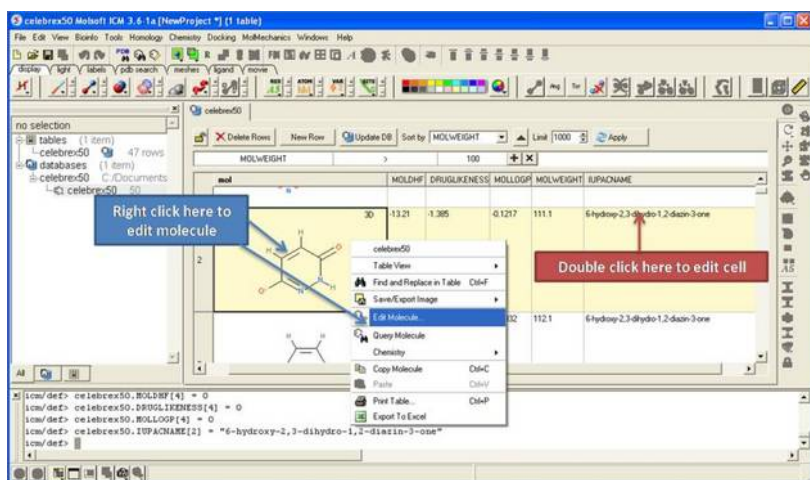 celebrex50 Molsoft ICM 3.6-1a [NewProject *] (1 table)
File Edit View Bioinfo Tools Homology Chemistry Docking MolMechanics Windows Help
display light labels pdb search meshes ligand movie
no selection
celebrex50
tables (1 item)
celebrex50 47 rows
databases (1 item)
celebrex50 C:/Documents
celebrex50 50
Delete Rows New Row Update DB Sort by MOLWEIGHT Limit 1000 Apply
MOLWEIGHT > 100
mol MOLDHF DRUGLIKENESS MOLLOGP MOLWEIGHT IUPACNAME
Right click here to
edit molecule
2
3D -13.21 -1.385 -0.1217 111.1 6-hydroxy-2,3-dihydro-1,2-diazin-3-one
Double click here to edit cell
celebrex50
Table View
Find and Replace in Table Ctrl+F
Save/Export Image
Edit Molecule...
Query Molecule
Chemistry
Copy Molecule Ctrl+C
Paste Ctrl+V
Print Table... Ctrl+P
Export To Excel
112.1 6-hydroxy-2,3-dihydro-1,2-diazin-3-one
All
icm/def> celebrex50.MOLDHF[4] = 0
icm/def> celebrex50.DRUGLIKENESS[4] = 0
icm/def> celebrex50.MOLLOGP[4] = 0
icm/def> celebrex50.IUPACNAME[2] = "6-hydroxy-2,3-dihydro-1,2-diazin-3-one"
icm/def>